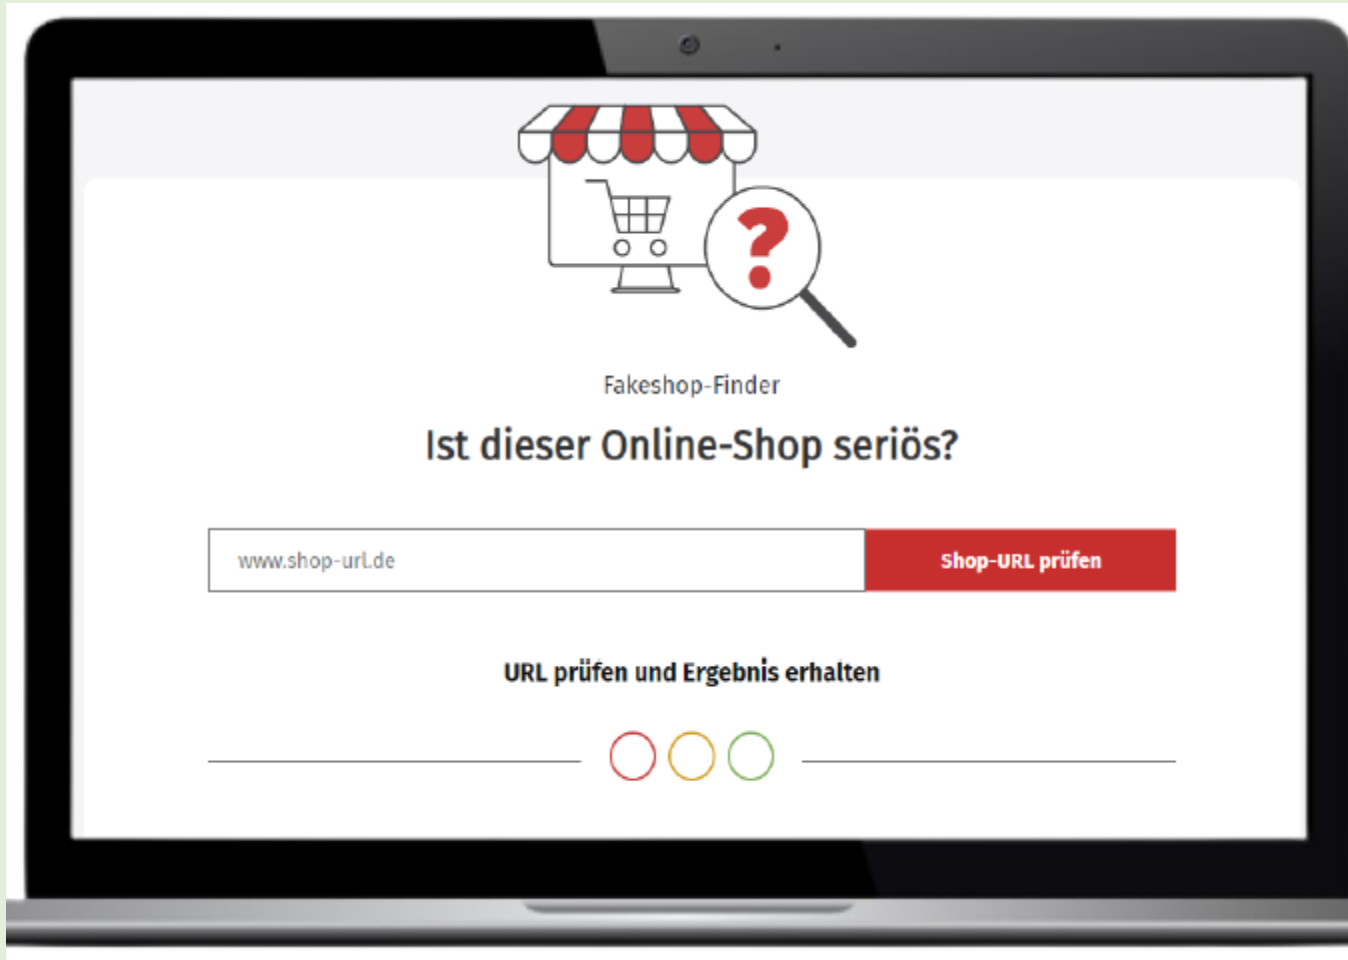 ?
Fakeshop-Finder
Ist dieser Online-Shop seriös?
www.shop-url.de
Shop-URL prüfen
URL prüfen und Ergebnis erhalten